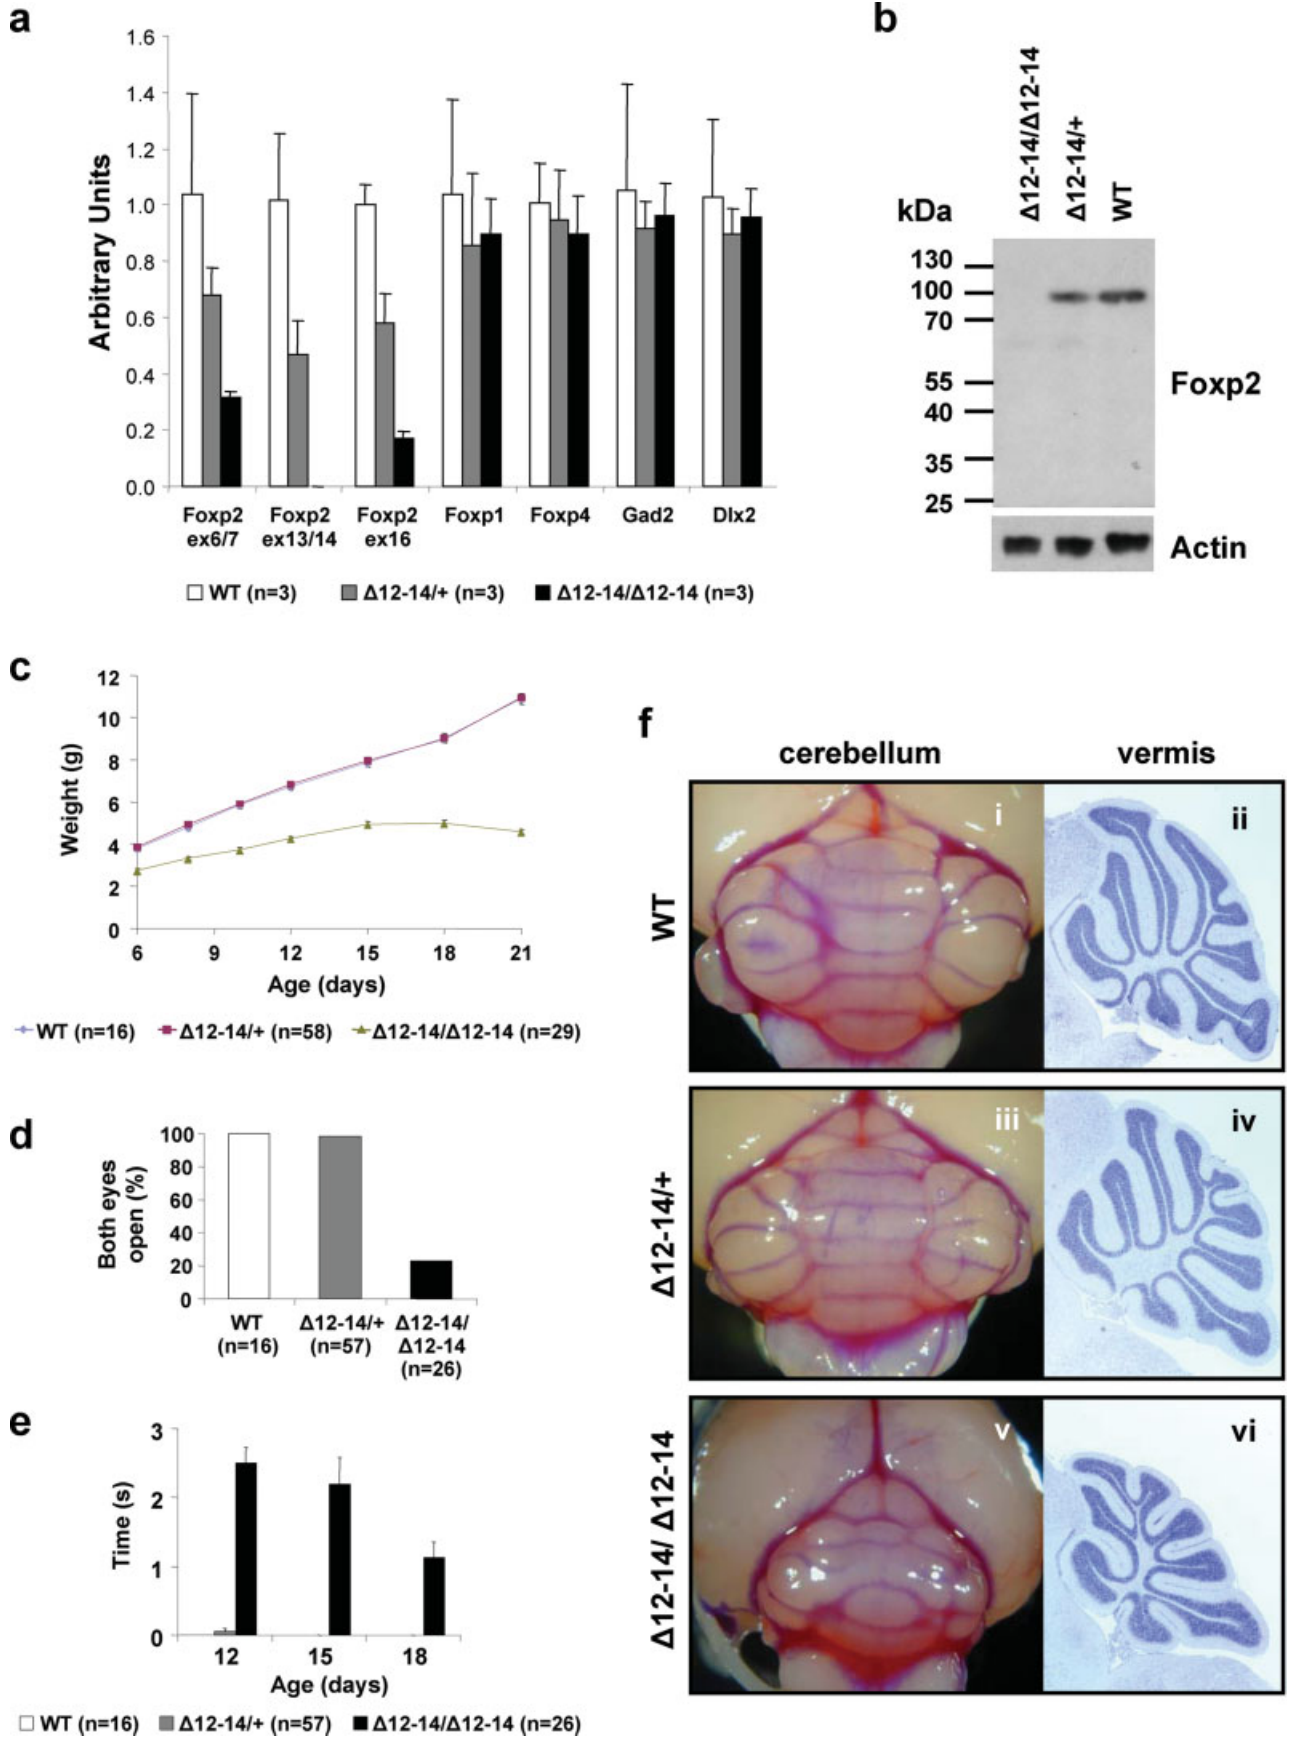 a
1.6
1.4
1.2
1.0
0.8
0.6
0.4
0.2
0.0
Arbitrary Units
Foxp2 ex6/7
Foxp2 ex13/14
Foxp2 ex16
Foxp1
Foxp4
Gad2
Dlx2
WT (n=3)
Δ12-14/+ (n=3)
Δ12-14/Δ12-14 (n=3)
b
Δ12-14/Δ12-14
Δ12-14/+
WT
kDa
130
100
70
55
40
35
25
Foxp2
Actin
c
12
10
8
6
4
2
0
Weight (g)
6 9 12 15 18 21
Age (days)
WT (n=16)
Δ12-14/+ (n=58)
Δ12-14/Δ12-14 (n=29)
d
100
80
60
40
20
0
Both eyes
open (%)
WT
(n=16)
Δ12-14/+
(n=57)
Δ12-14/
Δ12-14
(n=26)
e
3
2
1
0
Time (s)
12 15 18
Age (days)
WT (n=16)
Δ12-14/+ (n=57)
Δ12-14/Δ12-14 (n=26)
f
cerebellum
vermis
WT
i
ii
Δ12-14/+
iii
iv
Δ12-14/ Δ12-14
v
vi